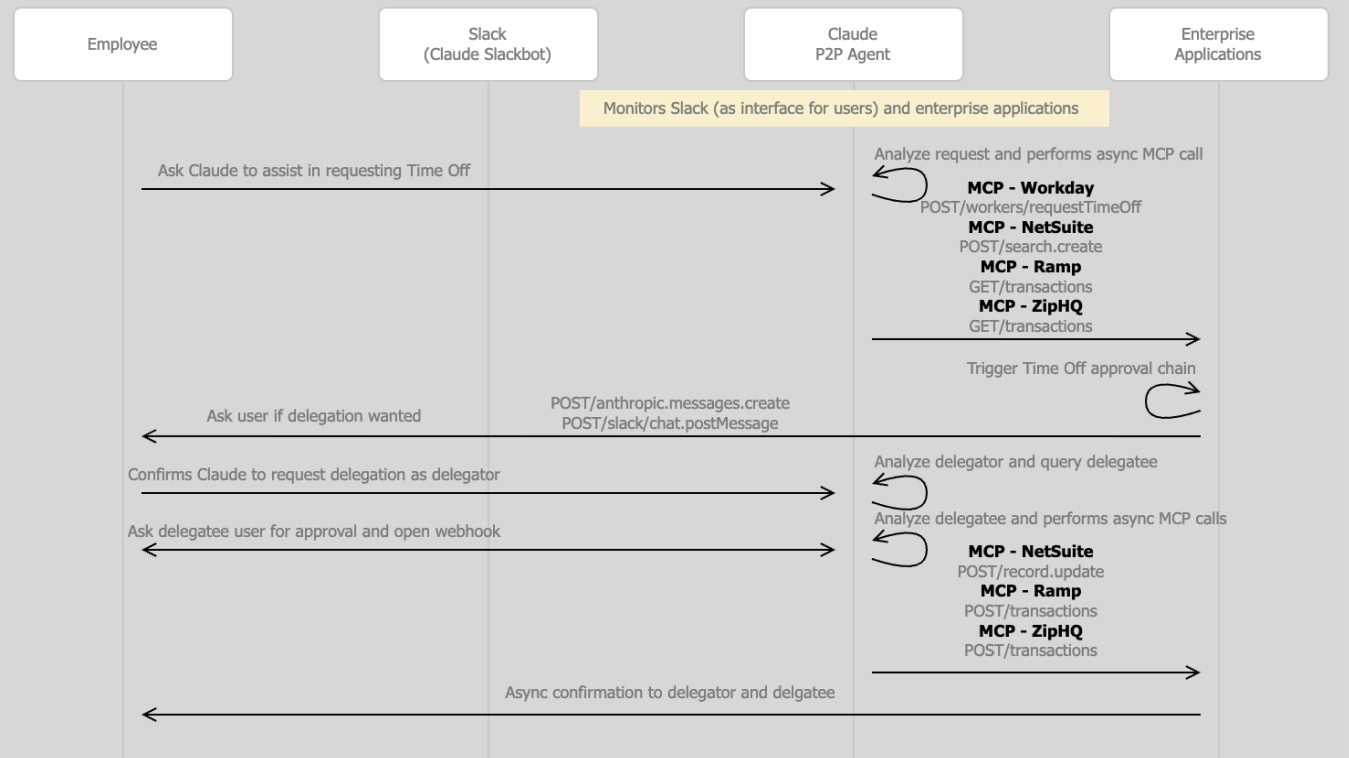 Employee
Slack
(Claude Slackbot)
Claude
P2P Agent
Enterprise
Applications
Monitors Slack (as interface for users) and enterprise applications
Analyze request and performs async MCP call
Ask Claude to assist in requesting Time Off
MCP - Workday
POST/workers/requestTimeOff
MCP - NetSuite
POST/search.create
MCP - Ramp
GET/transactions
MCP - ZipHQ
GET/transactions
Trigger Time Off approval chain
Ask user if delegation wanted
POST/anthropic.messages.create
POST/slack/chat.postMessage
Confirms Claude to request delegation as delegator
Analyze delegator and query delegatee
Ask delegatee user for approval and open webhook
Analyze delegatee and performs async MCP calls
MCP - NetSuite
POST/record.update
MCP - Ramp
POST/transactions
MCP - ZipHQ
POST/transactions
Async confirmation to delegator and delgatee